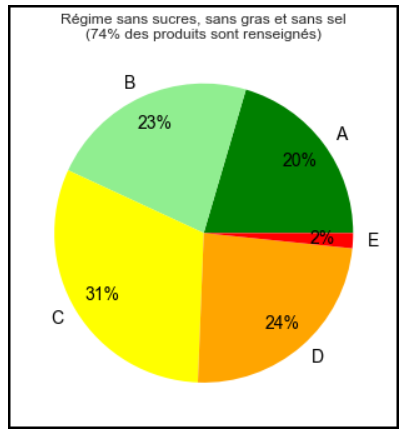 Régime sans sucres, sans gras et sans sel
(74% des produits sont renseignés)
B
23%
A
20%
2%
E
31%
C
24%
D